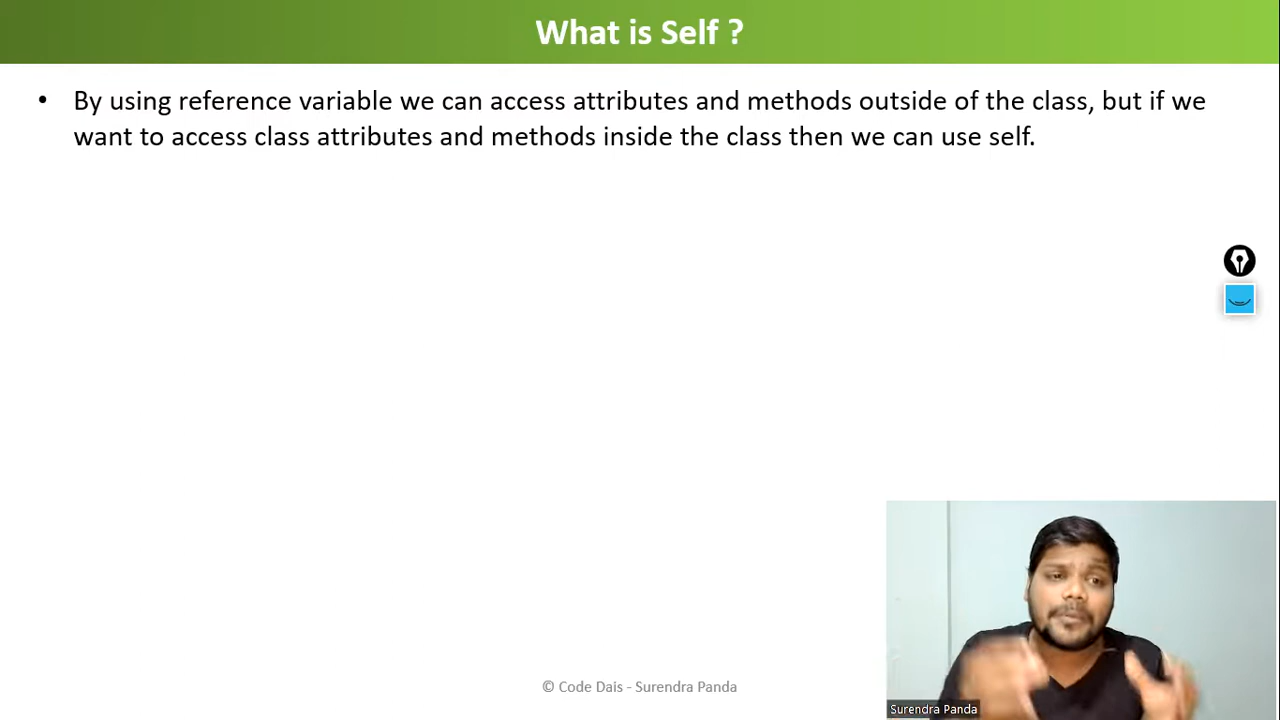 What is Self ?
• By using reference variable we can access attributes and methods outside of the class, but if we
want to access class attributes and methods inside the class then we can use self.
Surendra Panda
© Code Dais - Surendra Panda